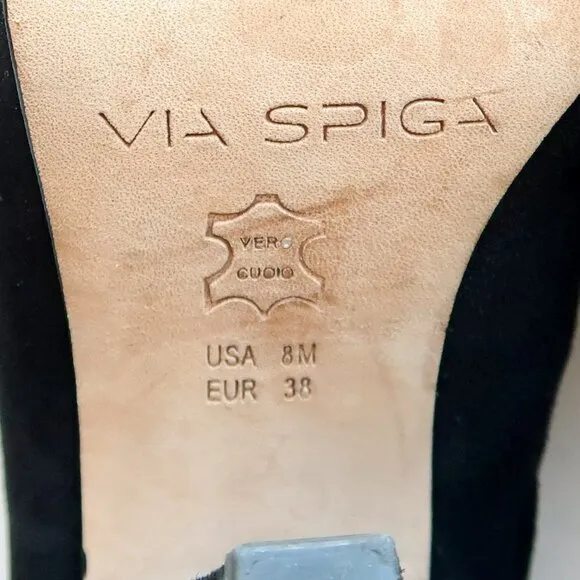 VIA SPIGA
VERO
CUOIO
USA 8M
EUR 38